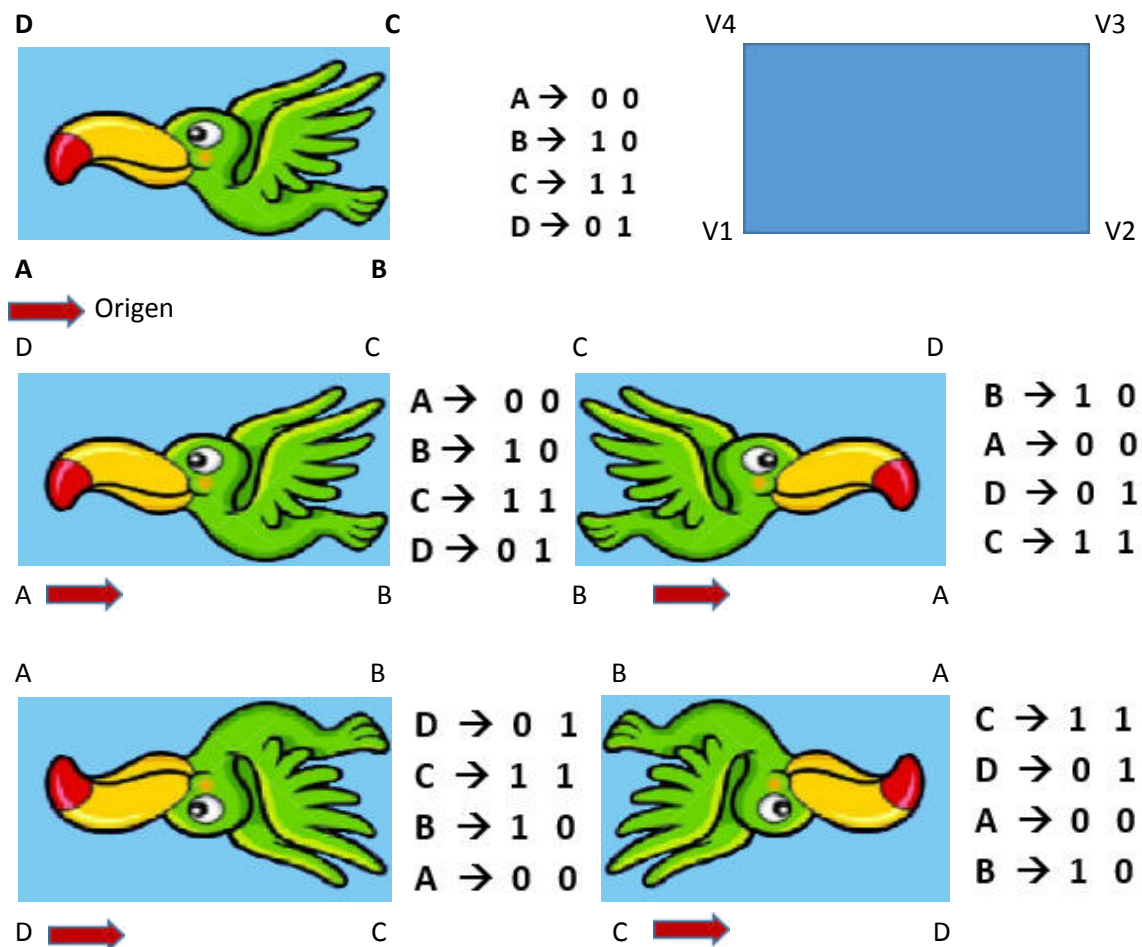 D C
V4 V3
A → 0 0
B → 1 0
C → 1 1
D → 0 1
V1 V2
A B
Origen
D C
A → 0 0
B → 1 0
C → 1 1
D → 0 1
A B
C D
B → 1 0
A → 0 0
D → 0 1
C → 1 1
B A
A B
D → 0 1
C → 1 1
B → 1 0
A → 0 0
D C
B A
C → 1 1
D → 0 1
A → 0 0
B → 1 0
C D